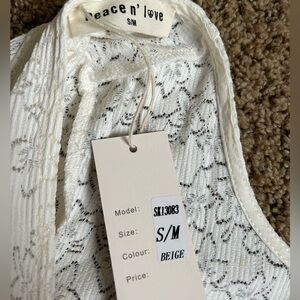 peace n' love
S/M
Model: SK13083
Size: S/M
Colour: BEIGE
Price: